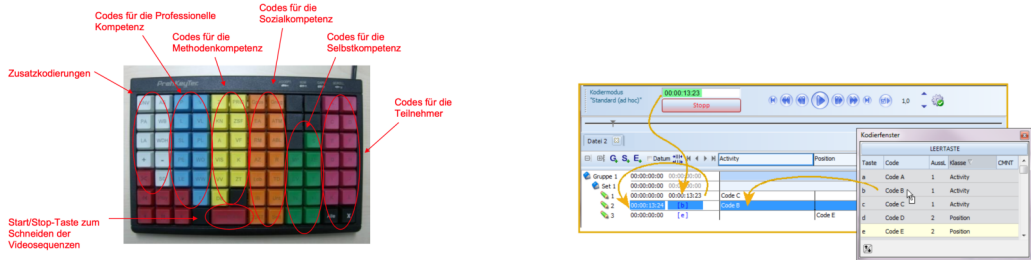 Codes für die Professionelle
Kompetenz
Codes für die
Sozialkompetenz
Codes für die
Methodenkompetenz
Codes für die
Selbstkompetenz
Zusatzkodierungen
PrehKeyTec
Codes für die
Teilnehmer
Start/Stop-Taste zum
Schneiden der
Videosequenzen
Kodiermodus
"Standard (ad hoc)"
00:00:13:23
Stopp
1,0
Datei 2
G, S, E, Datum Activity Position
Gruppe 1 00:00:00:00 00:00:00:00
Set 1 00:00:00:00 00:00:00:00
1 00:00:00:00 00:00:13:23 Code C
2 00:00:13:24 [b] Code B
3 00:00:00:00 [e] Code E
Kodierfenster
LEERTASTE
Taste Code Ausl. Klasse CMNT
a Code A 1 Activity
b Code B 1 Activity
c Code C 1 Activity
d Code D 2 Position
e Code E 2 Position